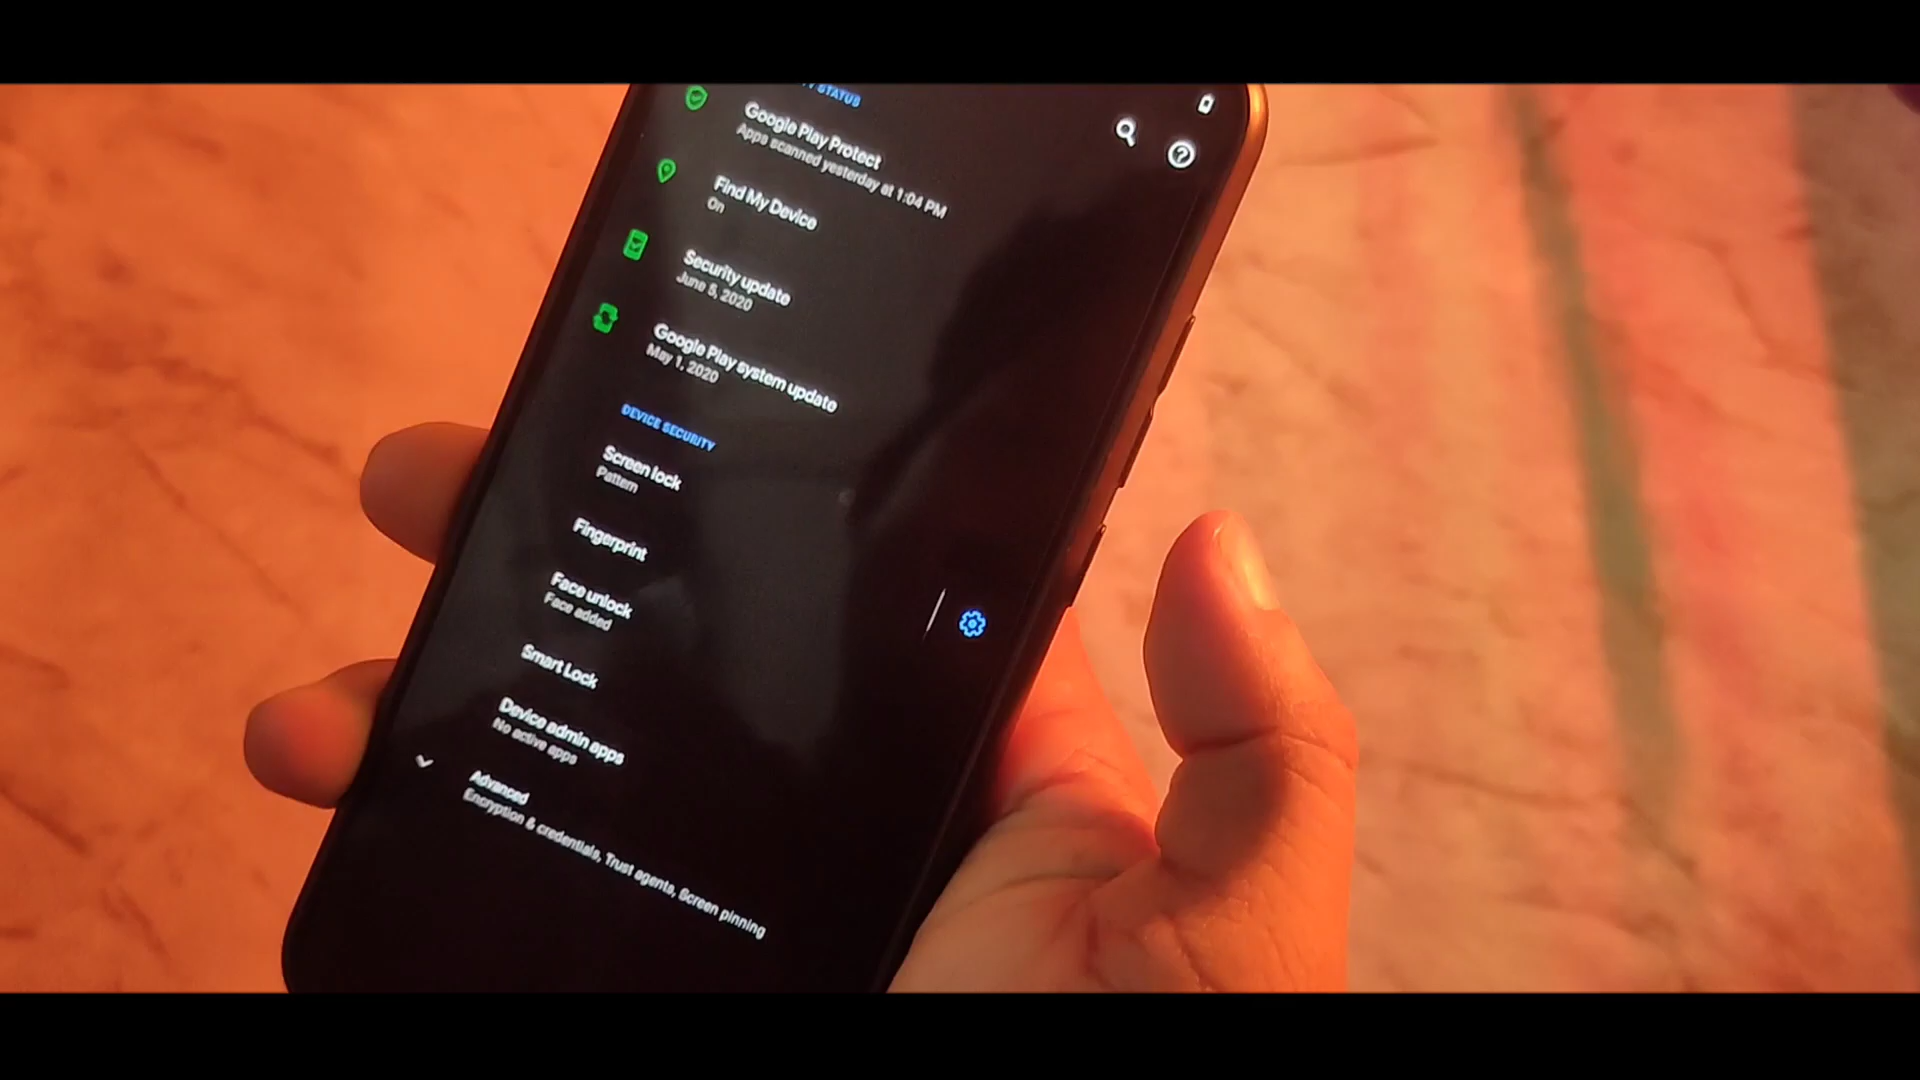 STATUS
Google Play Protect
Apps scanned yesterday at 1:04 PM
Find My Device
On
Security update
June 5, 2020
Google Play system update
May 1, 2020
DEVICE SECURITY
Screen lock
Pattern
Fingerprint
Face unlock
Face added
Smart Lock
Device admin apps
No active apps
Advanced
Encryption & credentials, Trust agents, Screen pinning